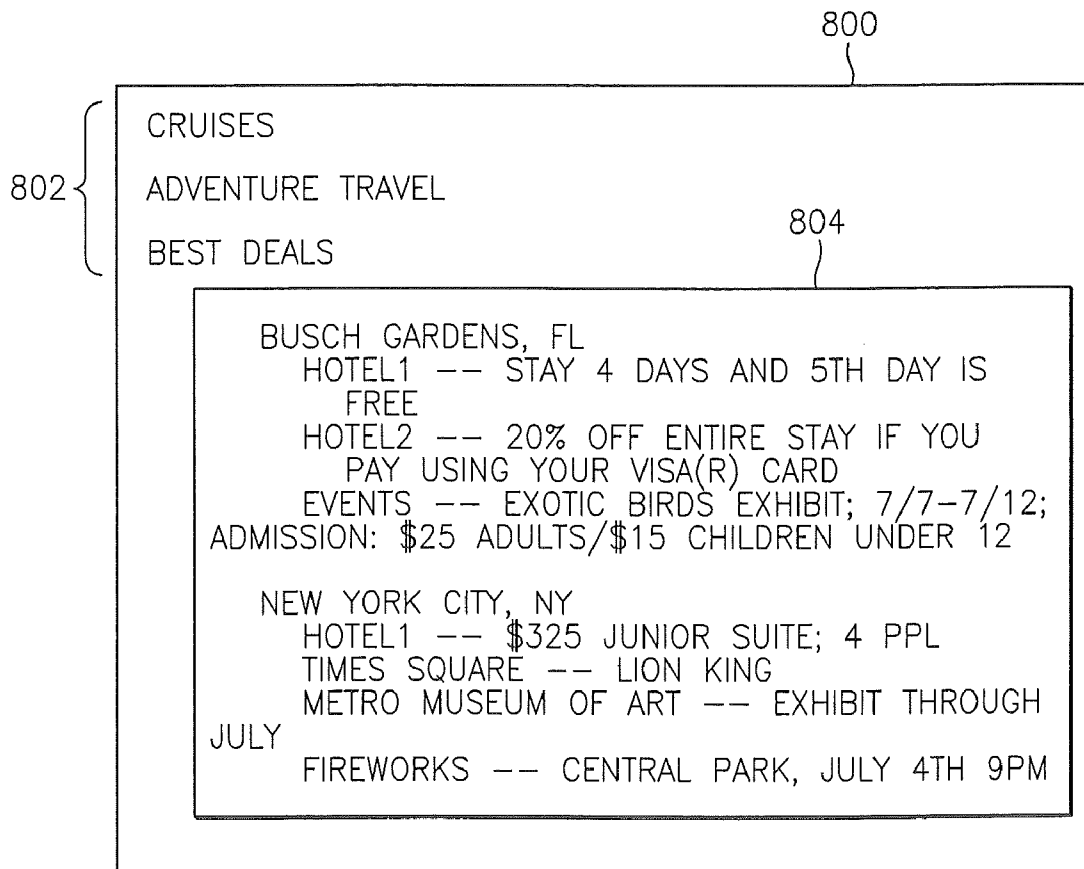 800
CRUISES
802
ADVENTURE TRAVEL
804
BEST DEALS
BUSCH GARDENS, FL
HOTEL1 –– STAY 4 DAYS AND 5TH DAY IS
FREE
HOTEL2 –– 20% OFF ENTIRE STAY IF YOU
PAY USING YOUR VISA(R) CARD
EVENTS –– EXOTIC BIRDS EXHIBIT; 7/7–7/12;
ADMISSION: $25 ADULTS/$15 CHILDREN UNDER 12
NEW YORK CITY, NY
HOTEL1 –– $325 JUNIOR SUITE; 4 PPL
TIMES SQUARE –– LION KING
METRO MUSEUM OF ART –– EXHIBIT THROUGH
JULY
FIREWORKS –– CENTRAL PARK, JULY 4TH 9PM